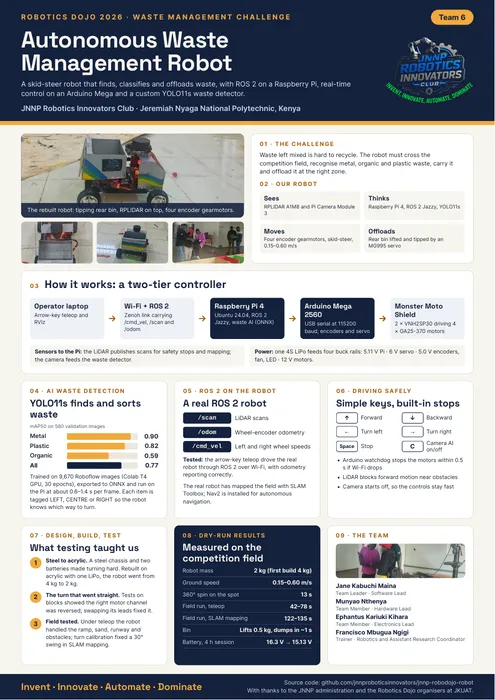 ROBOTICS DOJO 2026 · WASTE MANAGEMENT CHALLENGE
Team 6
Autonomous Waste
Management Robot
A skid-steer robot that finds, classifies and offloads waste, with ROS 2 on a Raspberry Pi, real-time
control on an Arduino Mega and a custom YOLO11s waste detector.
JNNP Robotics Innovators Club · Jeremiah Nyaga National Polytechnic, Kenya
JNNP
ROBOTICS
INNOVATORS
CLUB
INVENT, INNOVATE, AUTOMATE, DOMINATE
The rebuilt robot: tipping rear bin, RPLIDAR on top, four encoder gearmotors.
01 · THE CHALLENGE
Waste left mixed is hard to recycle. The robot must cross the
competition field, recognise metal, organic and plastic waste, carry it
and offload it at the right zone.
02 · OUR ROBOT
Sees
RPLIDAR A1M8 and Pi Camera Module
3
Thinks
Raspberry Pi 4, ROS 2 Jazzy, YOLO11s
Moves
Four encoder gearmotors, skid-steer,
0.15–0.60 m/s
Offloads
Rear bin lifted and tipped by an
MG995 servo
03 How it works: a two-tier controller
Operator laptop
Arrow-key teleop and
RViz
→
Wi-Fi + ROS 2
Zenoh link carrying
/cmd_vel, /scan and
/odom
→
Raspberry Pi 4
Ubuntu 24.04, ROS 2
Jazzy, waste AI (ONNX)
→
Arduino Mega
2560
USB serial at 115200
baud; encoders and servo
→
Monster Moto
Shield
2 × VNH2SP30 driving 4
× GA25-370 motors
Sensors to the Pi: the LiDAR publishes scans for safety stops and mapping;
the camera feeds the waste detector.
Power: one 4S LiPo feeds four buck rails: 5.11 V Pi · 6 V servo · 5.0 V encoders,
fan, LED · 12 V motors.
04 · AI WASTE DETECTION
YOLO11s finds and sorts
waste
mAP50 on 580 validation images
Metal 0.90
Plastic 0.82
Organic 0.59
All 0.77
Trained on 9,670 Roboflow images (Colab T4
GPU, 30 epochs), exported to ONNX and run on
the Pi at about 0.6–1.4 s per frame. Each item is
tagged LEFT, CENTRE or RIGHT so the robot
knows which way to turn.
05 · ROS 2 ON THE ROBOT
A real ROS 2 robot
/scan LiDAR scans
/odom Wheel-encoder odometry
/cmd_vel Left and right wheel speeds
Tested: the arrow-key teleop drove the real
robot through ROS 2 over Wi-Fi, with odometry
reporting correctly.
The real robot has mapped the field with SLAM
Toolbox; Nav2 is installed for autonomous
navigation.
06 · DRIVING SAFELY
Simple keys, built-in stops
↑ Forward ↓ Backward
← Turn left → Turn right
Space Stop C Camera AI
on/off
• Arduino watchdog stops the motors within 0.5
s if Wi-Fi drops
• LiDAR blocks forward motion near obstacles
• Camera starts off, so the controls stay fast
07 · DESIGN, BUILD, TEST
What testing taught us
1 Steel to acrylic. A steel chassis and two
batteries made turning hard. Rebuilt on
acrylic with one LiPo, the robot went from
4 kg to 2 kg.
2 The turn that went straight. Tests on
blocks showed the right motor channel
was reversed; swapping its leads fixed it.
3 Field tested. Under teleop the robot
handled the ramp, sand, runway and
obstacles; turn calibration fixed a 30°
swing in SLAM mapping.
08 · DRY-RUN RESULTS
Measured on the
competition field
Robot mass 2 kg (first build 4 kg)
Ground speed 0.15–0.60 m/s
360° spin on the spot 13 s
Field run, teleop 42–78 s
Field run, SLAM mapping 122–135 s
Bin Lifts 0.5 kg, dumps in ~1 s
Battery, 4 h session 16.3 V → 15.13 V
09 · THE TEAM
Jane Kabuchi Maina
Team Leader · Software Lead
Munyao Nthenya
Team Member · Hardware Lead
Ephantus Kariuki Kihara
Team Member · Electronics Lead
Francisco Mbugua Ngigi
Trainer · Robotics and Assistant Research Coordinator
Invent · Innovate · Automate · Dominate
Source code: github.com/jnnproboticsinnovators/jnnp-robodojo-robot
With thanks to the JNNP administration and the Robotics Dojo organisers at JKUAT.